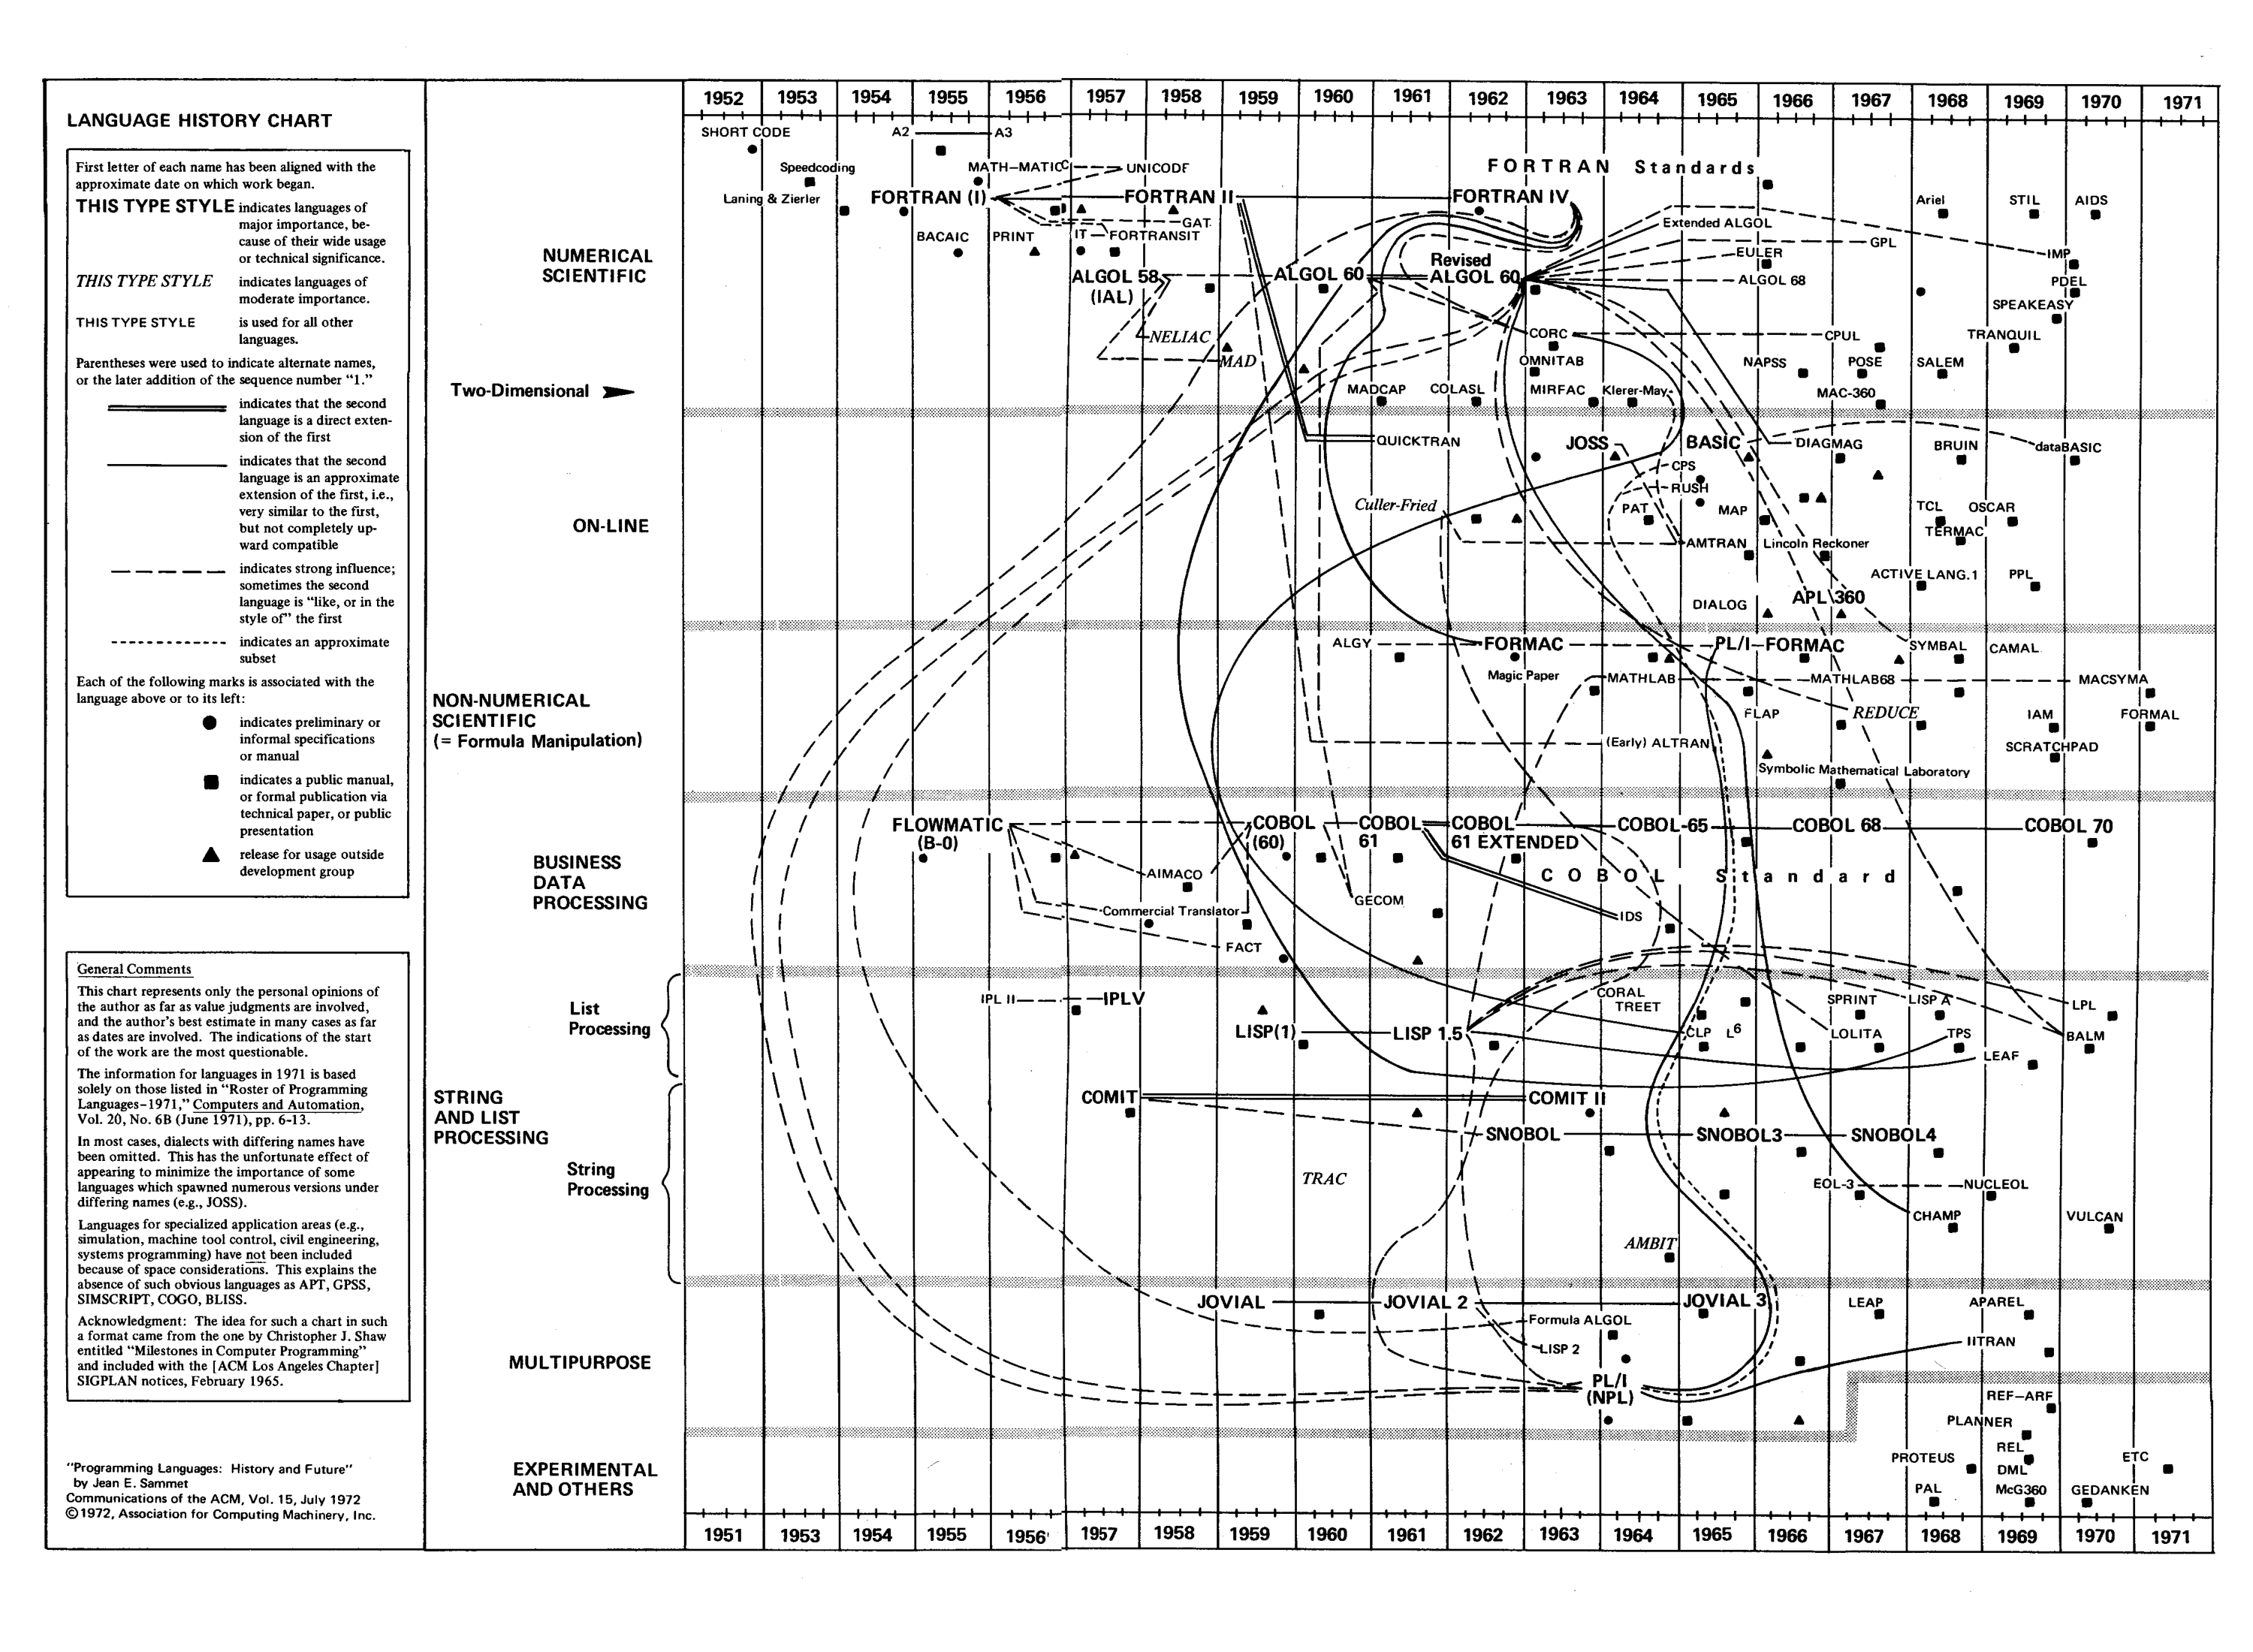 LANGUAGE HISTORY CHART
First letter of each name has been aligned with the
approximate date on which work began.
THIS TYPE STYLE indicates languages of
major importance, be-
cause of their wide usage
or technical significance.
THIS TYPE STYLE indicates languages of
moderate importance.
THIS TYPE STYLE is used for all other
languages.
Parentheses were used to indicate alternate names,
or the later addition of the sequence number “1.”
indicates that the second
language is a direct exten-
sion of the first
indicates that the second
language is an approximate
extension of the first, i.e.,
very similar to the first,
but not completely up-
ward compatible
indicates strong influence;
sometimes the second
language is “like, or in the
style of” the first
indicates an approximate
subset
Each of the following marks is associated with the
language above or to its left:
indicates preliminary or
informal specifications
or manual
indicates a public manual,
or formal publication via
technical paper, or public
presentation
release for usage outside
development group
General Comments
This chart represents only the personal opinions of
the author as far as value judgments are involved,
and the author's best estimate in many cases as far
as dates are involved. The indications of the start
of the work are the most questionable.
The information for languages in 1971 is based
solely on those listed in “Roster of Programming
Languages–1971,” Computers and Automation,
Vol. 20, No. 6B (June 1971), pp. 6-13.
In most cases, dialects with differing names have
been omitted. This has the unfortunate effect of
appearing to minimize the importance of some
languages which spawned numerous versions under
differing names (e.g., JOSS).
Languages for specialized application areas (e.g.,
simulation, machine tool control, civil engineering,
systems programming) have not been included
because of space considerations. This explains the
absence of such obvious languages as APT, GPSS,
SIMSCRIPT, COGO, BLISS.
Acknowledgment: The idea for such a chart in such
a format came from the one by Christopher J. Shaw
entitled “Milestones in Computer Programming”
and included with the [ACM Los Angeles Chapter]
SIGPLAN notices, February 1965.
"Programming Languages: History and Future"
by Jean E. Sammet
Communications of the ACM, Vol. 15, July 1972
©1972, Association for Computing Machinery, Inc.
1952 1953 1954 1955 1956 1957 1958 1959 1960 1961 1962 1963 1964 1965 1966 1967 1968 1969 1970 1971
NUMERICAL
SCIENTIFIC
SHORT CODE A2 A3
Speedcoding MATH–MATIC UNICODE FORTRAN Standards
Laning & Zierler FORTRAN (I) FORTRAN II FORTRAN IV Ariel STIL AIDS
GAT Extended ALGOL
BACAIC PRINT IT FORTRANSIT GPL
EULER IMP
Revised
ALGOL 58 ALGOL 60 ALGOL 60 ALGOL 68 PDEL
(IAL)
SPEAKEASY
NELIAC CORC CPUL TRANQUIL
MAD OMNITAB NAPSS POSE SALEM
Two-Dimensional
MADCAP COLASL MIRFAC Klerer-May MAC-360
ON-LINE
QUICKTRAN JOSS BASIC DIAGMAG BRUIN dataBASIC
CPS
RUSH
Culler-Fried PAT MAP TCL OSCAR
TERMAC
AMTRAN Lincoln Reckoner
ACTIVE LANG.1 PPL
DIALOG APL\360
NON-NUMERICAL
SCIENTIFIC
(= Formula Manipulation)
ALGY FORMAC PL/I–FORMAC SYMBAL CAMAL
Magic Paper MATHLAB MATHLAB68 MACSYMA
FLAP REDUCE IAM FORMAL
(Early) ALTRAN SCRATCHPAD
Symbolic Mathematical Laboratory
BUSINESS
DATA
PROCESSING
FLOWMATIC COBOL COBOL COBOL COBOL-65 COBOL 68 COBOL 70
(B-0) (60) 61 61 EXTENDED
AIMACO COBOL Standard
Commercial Translator GECOM IDS
FACT
STRING
AND LIST
PROCESSING
List
Processing
IPL II IPLV CORAL SPRINT LISP A LPL
TREET
LISP(1) LISP 1.5 CLP L6 LOLITA TPS BALM
LEAF
String
Processing
COMIT COMIT II
SNOBOL SNOBOL3 SNOBOL4
TRAC EOL-3 NUCLEOL
CHAMP VULCAN
AMBIT
MULTIPURPOSE
JOVIAL JOVIAL 2 JOVIAL 3 LEAP APAREL
Formula ALGOL
LISP 2 IITRAN
PL/I
(NPL)
EXPERIMENTAL
AND OTHERS
REF–ARF
PLANNER
REL
PROTEUS DML ETC
PAL McG360 GEDANKEN
1951 1953 1954 1955 1956 1957 1958 1959 1960 1961 1962 1963 1964 1965 1966 1967 1968 1969 1970 1971